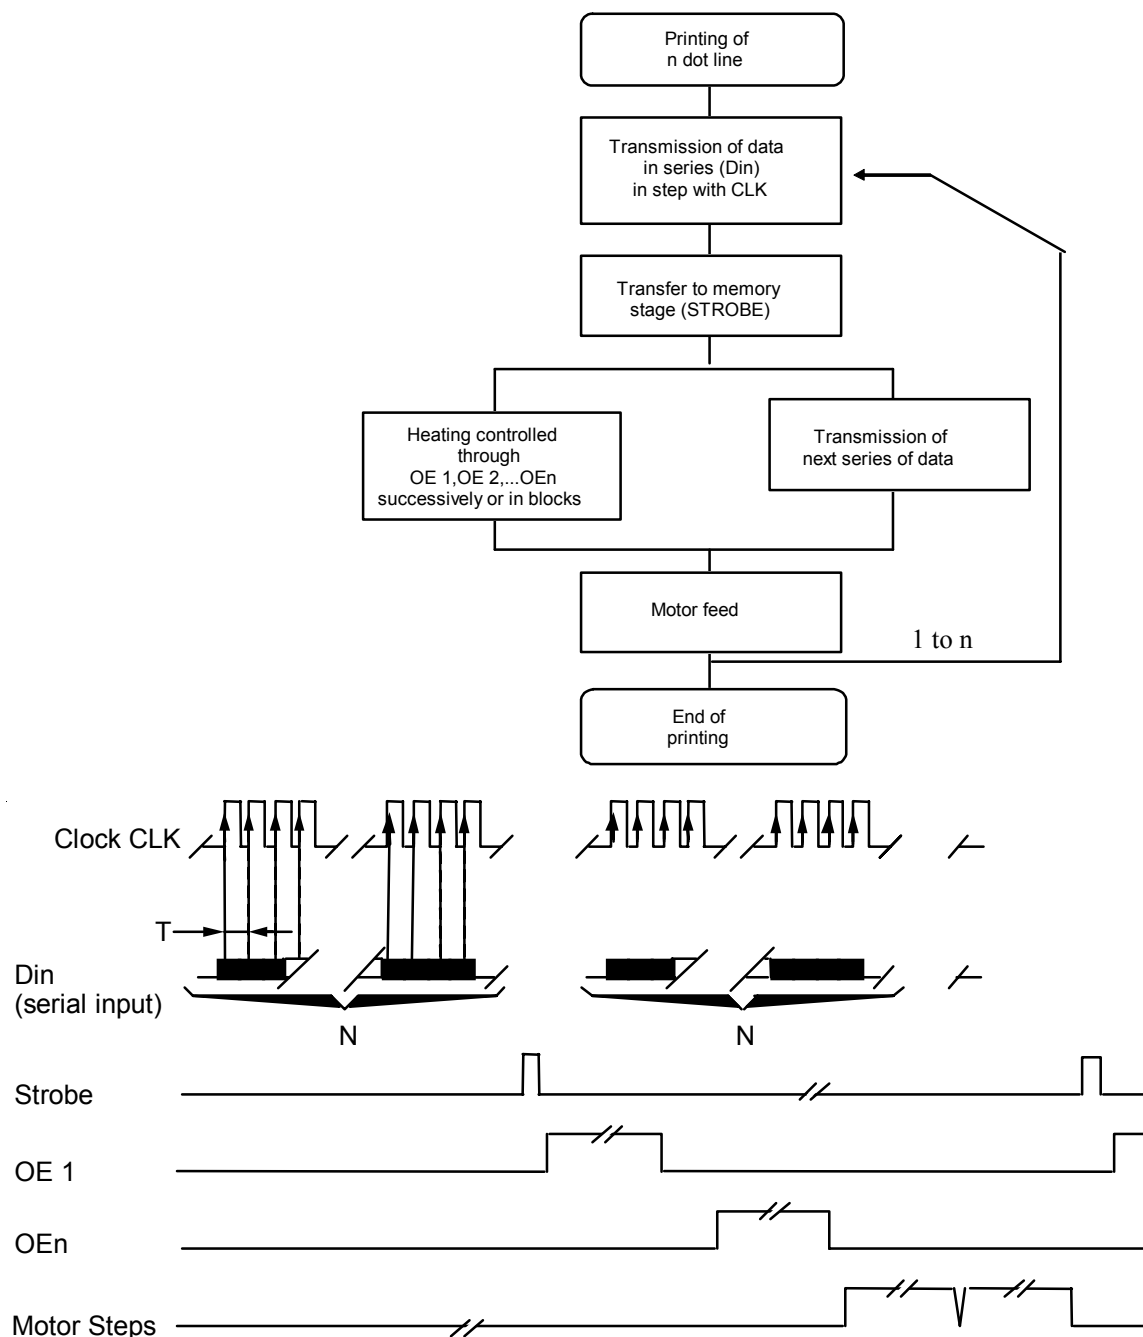 Printing of
n dot line
Transmission of data
in series (Din)
in step with CLK
Transfer to memory
stage (STROBE)
Heating controlled
through
OE 1,OE 2,...OEn
successively or in blocks
Transmission of
next series of data
Motor feed
1 to n
End of
printing
Clock CLK
T
Din
(serial input)
N
N
Strobe
OE 1
OEn
Motor Steps